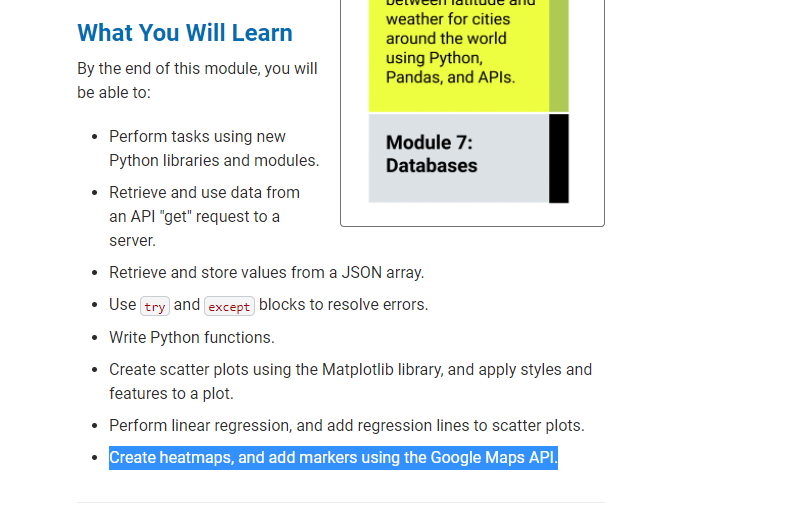 between latitude and
weather for cities
around the world
using Python,
Pandas, and APIs.
Module 7:
Databases
What You Will Learn
By the end of this module, you will
be able to:
Perform tasks using new
Python libraries and modules.
Retrieve and use data from
an API "get" request to a
server.
Retrieve and store values from a JSON array.
Use try and except blocks to resolve errors.
Write Python functions.
Create scatter plots using the Matplotlib library, and apply styles and
features to a plot.
Perform linear regression, and add regression lines to scatter plots.
Create heatmaps, and add markers using the Google Maps API.